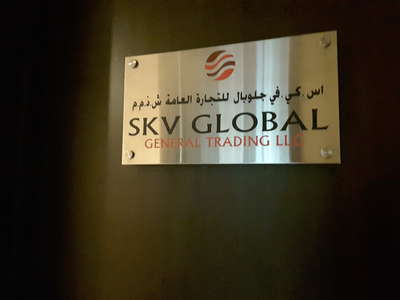 اس. كي. في جلوبال للتجارة العامة ش.ذ.م.م
SKV GLOBAL
GENERAL TRADING LLC